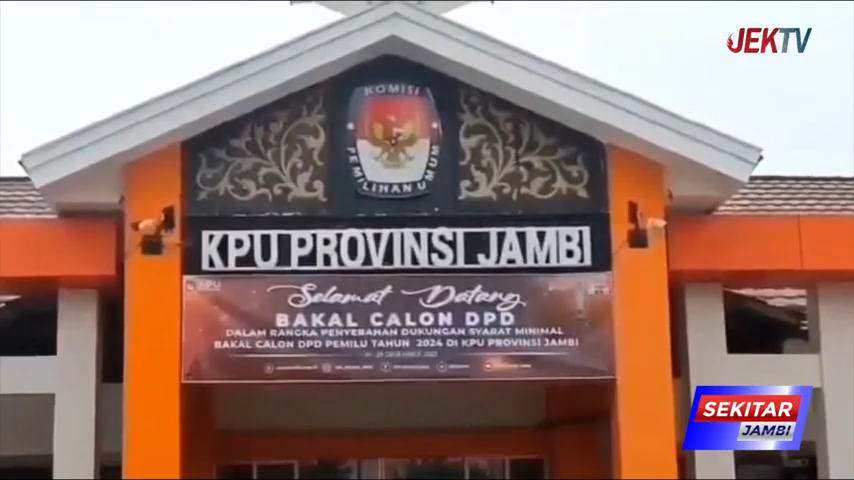 JEKTV
KOMISI
PEMILIHAN UMUM
KPU PROVINSI JAMBI
KPU
Selamat Datang
BAKAL CALON DPD
DALAM RANGKA PENYERAHAN DUKUNGAN SYARAT MINIMAL
BAKAL CALON DPD PEMILU TAHUN 2024 DI KPU PROVINSI JAMBI
SEKITAR
JAMBI